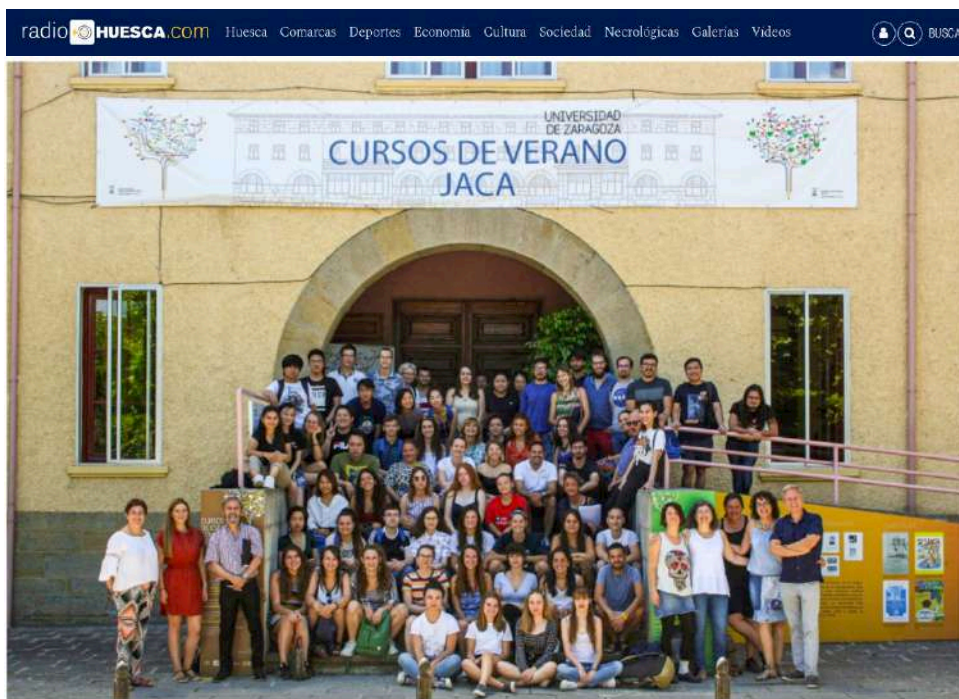 radio HUESCA.COM Huesca Comarcas Deportes Economía Cultura Sociedad Necrológicas Galerías Videos BUSCA
UNIVERSIDAD
DE ZARAGOZA
CURSOS DE VERANO
JACA